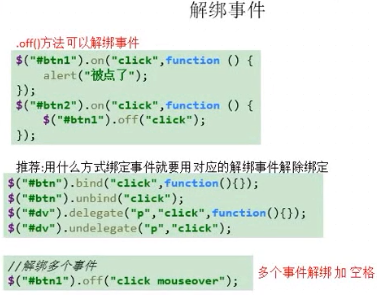 解绑事件
.off()方法可以解绑事件
$("#btn1").on("click",function () {
alert("被点了");
});
$("#btn2").on("click",function () {
$("#btn1").off("click");
});
推荐:用什么方式绑定事件就要用对应的解绑事件解除绑定
$("#btn").bind("click",function(){});
$("#btn").unbind("click");
$("#dv").delegate("p","click",function(){});
$("#dv").undelegate("p","click");
//解绑多个事件
$("#btn1").off("click mouseover");
多个事件解绑 加 空格